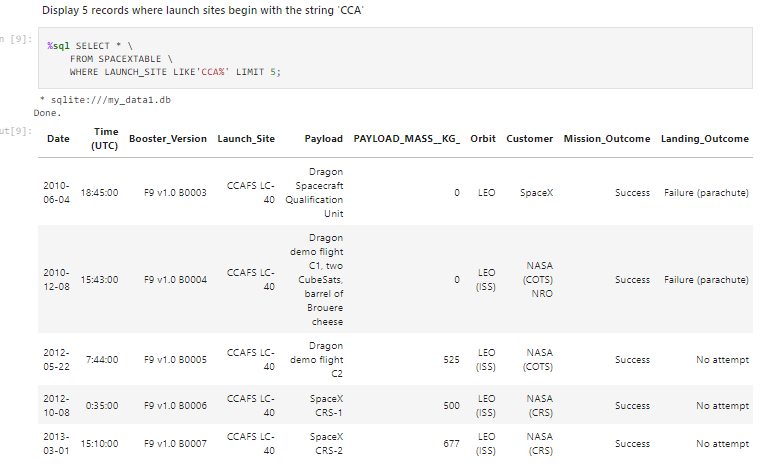 Display 5 records where launch sites begin with the string 'CCA'
n [9]:
%sql SELECT * \
FROM SPACEXTABLE \
WHERE LAUNCH_SITE LIKE'CCA%' LIMIT 5;
* sqlite:///my_data1.db
Done.
ut[9]:
Date Time (UTC) Booster_Version Launch_Site Payload PAYLOAD_MASS__KG_ Orbit Customer Mission_Outcome Landing_Outcome
2010-06-04 18:45:00 F9 v1.0 B0003 CCAFS LC-40 Dragon Spacecraft Qualification Unit 0 LEO SpaceX Success Failure (parachute)
2010-12-08 15:43:00 F9 v1.0 B0004 CCAFS LC-40 Dragon demo flight C1, two CubeSats, barrel of Brouere cheese 0 LEO (ISS) NASA (COTS) NRO Success Failure (parachute)
2012-05-22 7:44:00 F9 v1.0 B0005 CCAFS LC-40 Dragon demo flight C2 525 LEO (ISS) NASA (COTS) Success No attempt
2012-10-08 0:35:00 F9 v1.0 B0006 CCAFS LC-40 SpaceX CRS-1 500 LEO (ISS) NASA (CRS) Success No attempt
2013-03-01 15:10:00 F9 v1.0 B0007 CCAFS LC-40 SpaceX CRS-2 677 LEO (ISS) NASA (CRS) Success No attempt